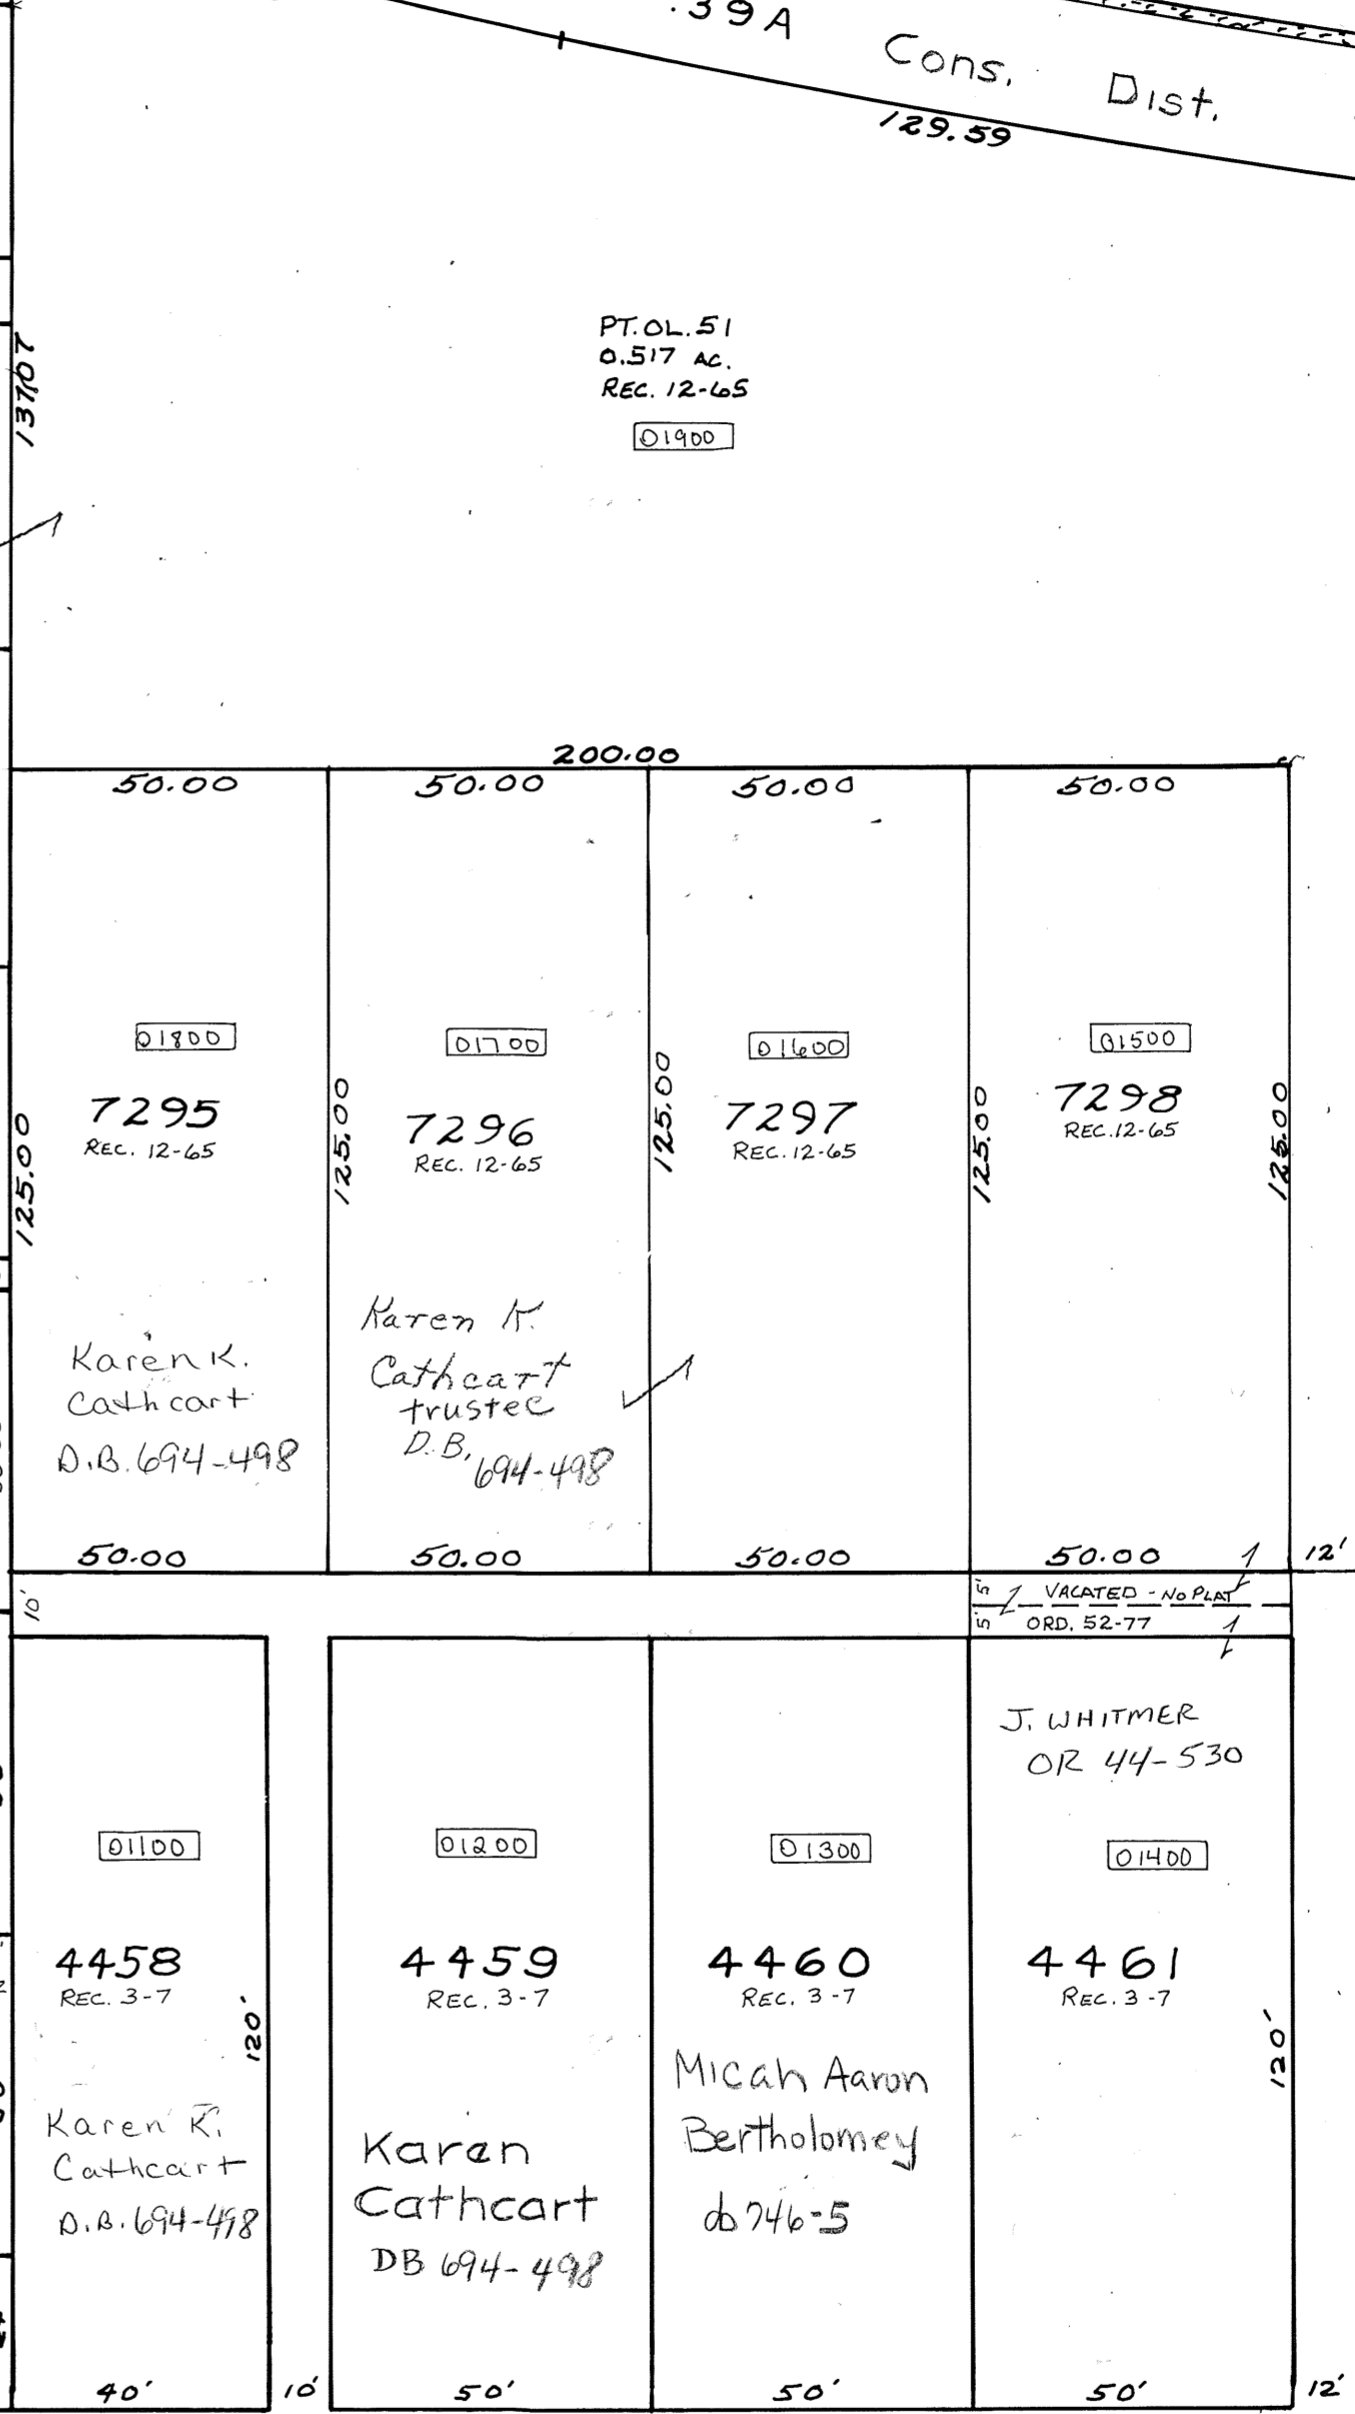 .39A
Cons. Dist.
129.59
PT.OL.51
0.517 AC.
REC. 12-65
01900
137.07
200.00
50.00 50.00 50.00 50.00
01800 01700 01600 01500
7295
REC. 12-65
7296
REC. 12-65
7297
REC. 12-65
7298
REC. 12-65
125.00 125.00 125.00 125.00 125.00
Karen K.
Cathcart
D.B. 694-498
Karen K.
Cathcart
trustee
D.B.
694-498
50.00 50.00 50.00 50.00 12'
10'
5' VACATED - NO PLAT
5' ORD. 52-77
J. WHITMER
OR 44-530
01100 01200 01300 01400
4458
REC. 3-7
4459
REC. 3-7
4460
REC. 3-7
4461
REC. 3-7
120' 120'
Karen K.
Cathcart
D.B. 694-498
Karen
Cathcart
DB 694-498
Micah Aaron
Bertholomey
db 746-5
40' 10' 50' 50' 50' 12'